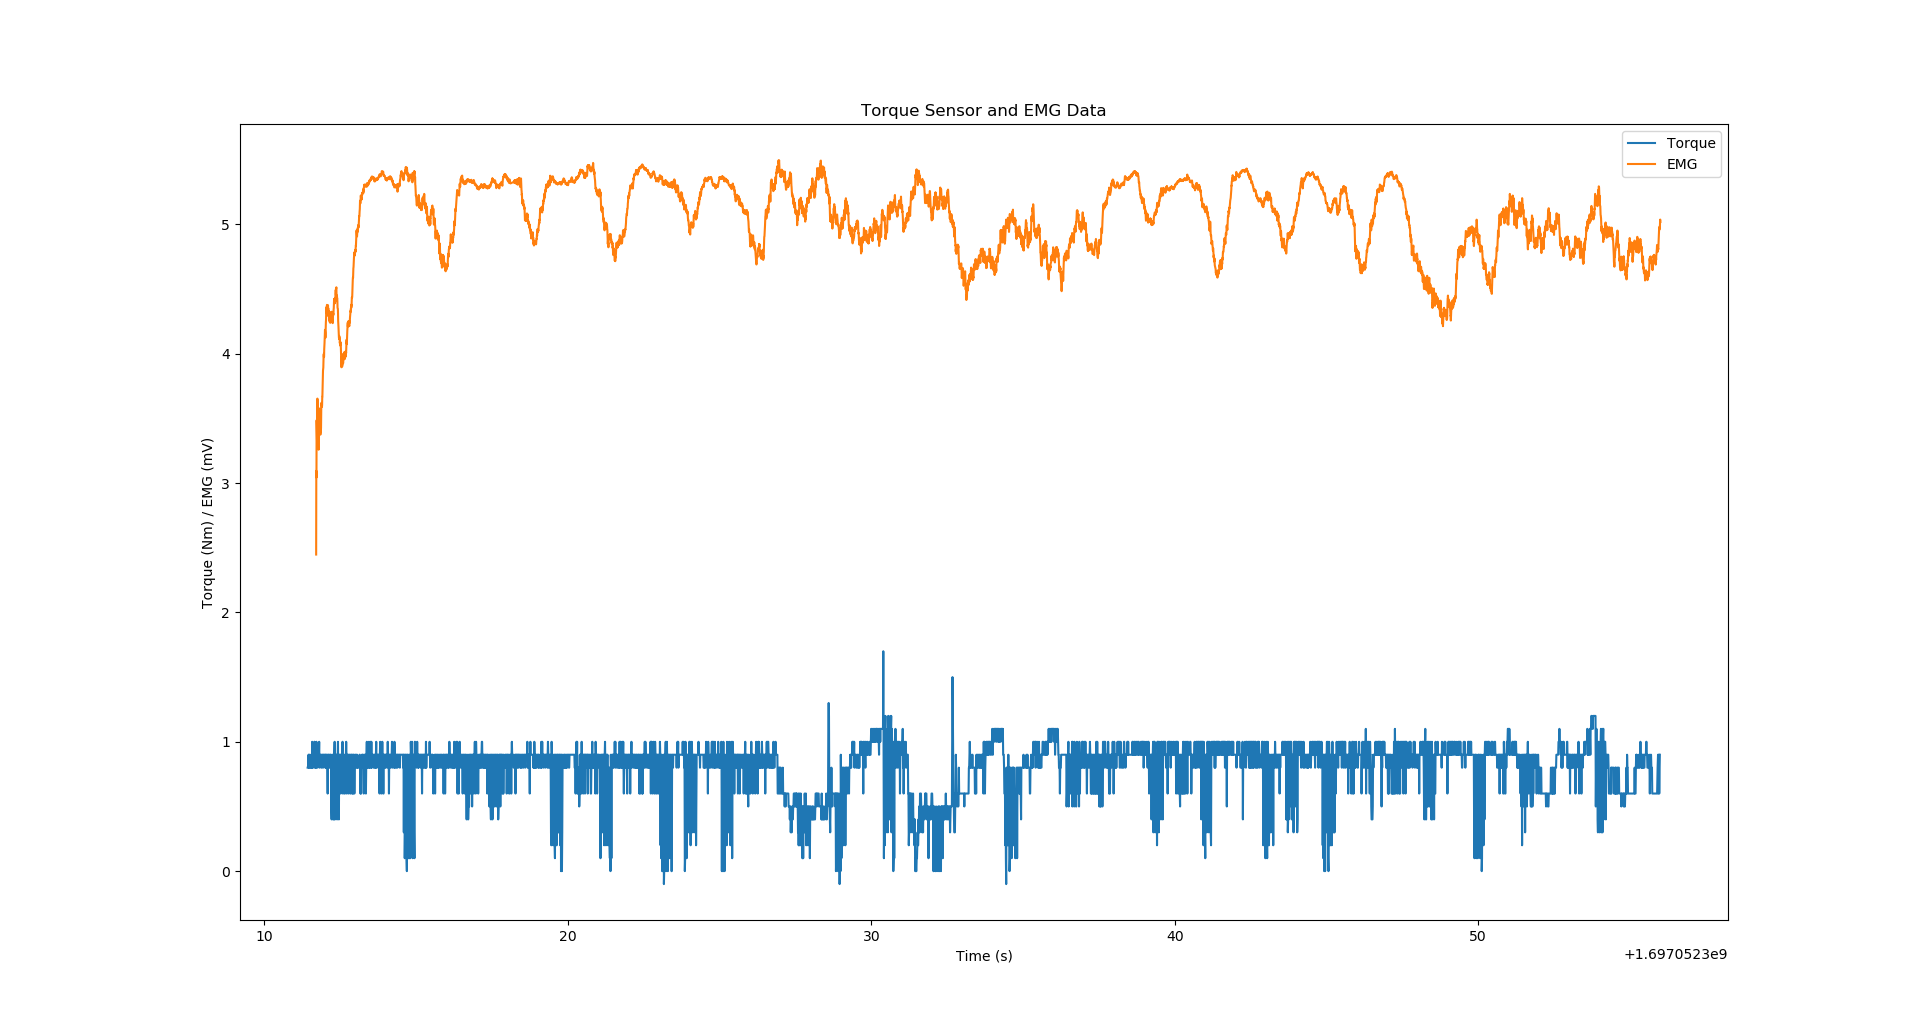 Torque Sensor and EMG Data
Torque
EMG
Torque (Nm) / EMG (mV)
5
4
3
2
1
0
10 20 30 40 50
Time (s)
+1.6970523e9